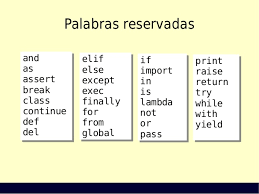 Palabras reservadas
and
as
assert
break
class
continue
def
del
elif
else
except
exec
finally
for
from
global
if
import
in
is
lambda
not
or
pass
print
raise
return
try
while
with
yield